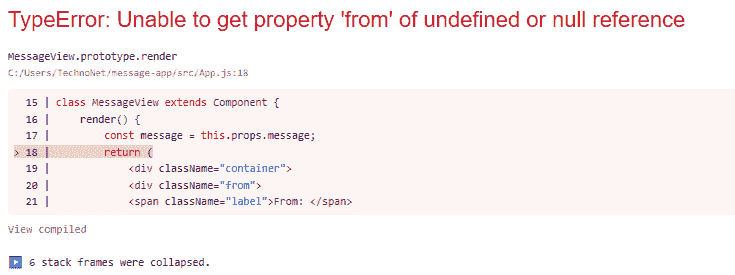 TypeError: Unable to get property 'from' of undefined or null reference
MessageView.prototype.render
C:/Users/TechnoNet/message-app/src/App.js:18
15 | class MessageView extends Component {
16 | render() {
17 | const message = this.props.message;
> 18 | return (
19 | <div className="container">
20 | <div className="from">
21 | <span className="label">From: </span>
View compiled
6 stack frames were collapsed.